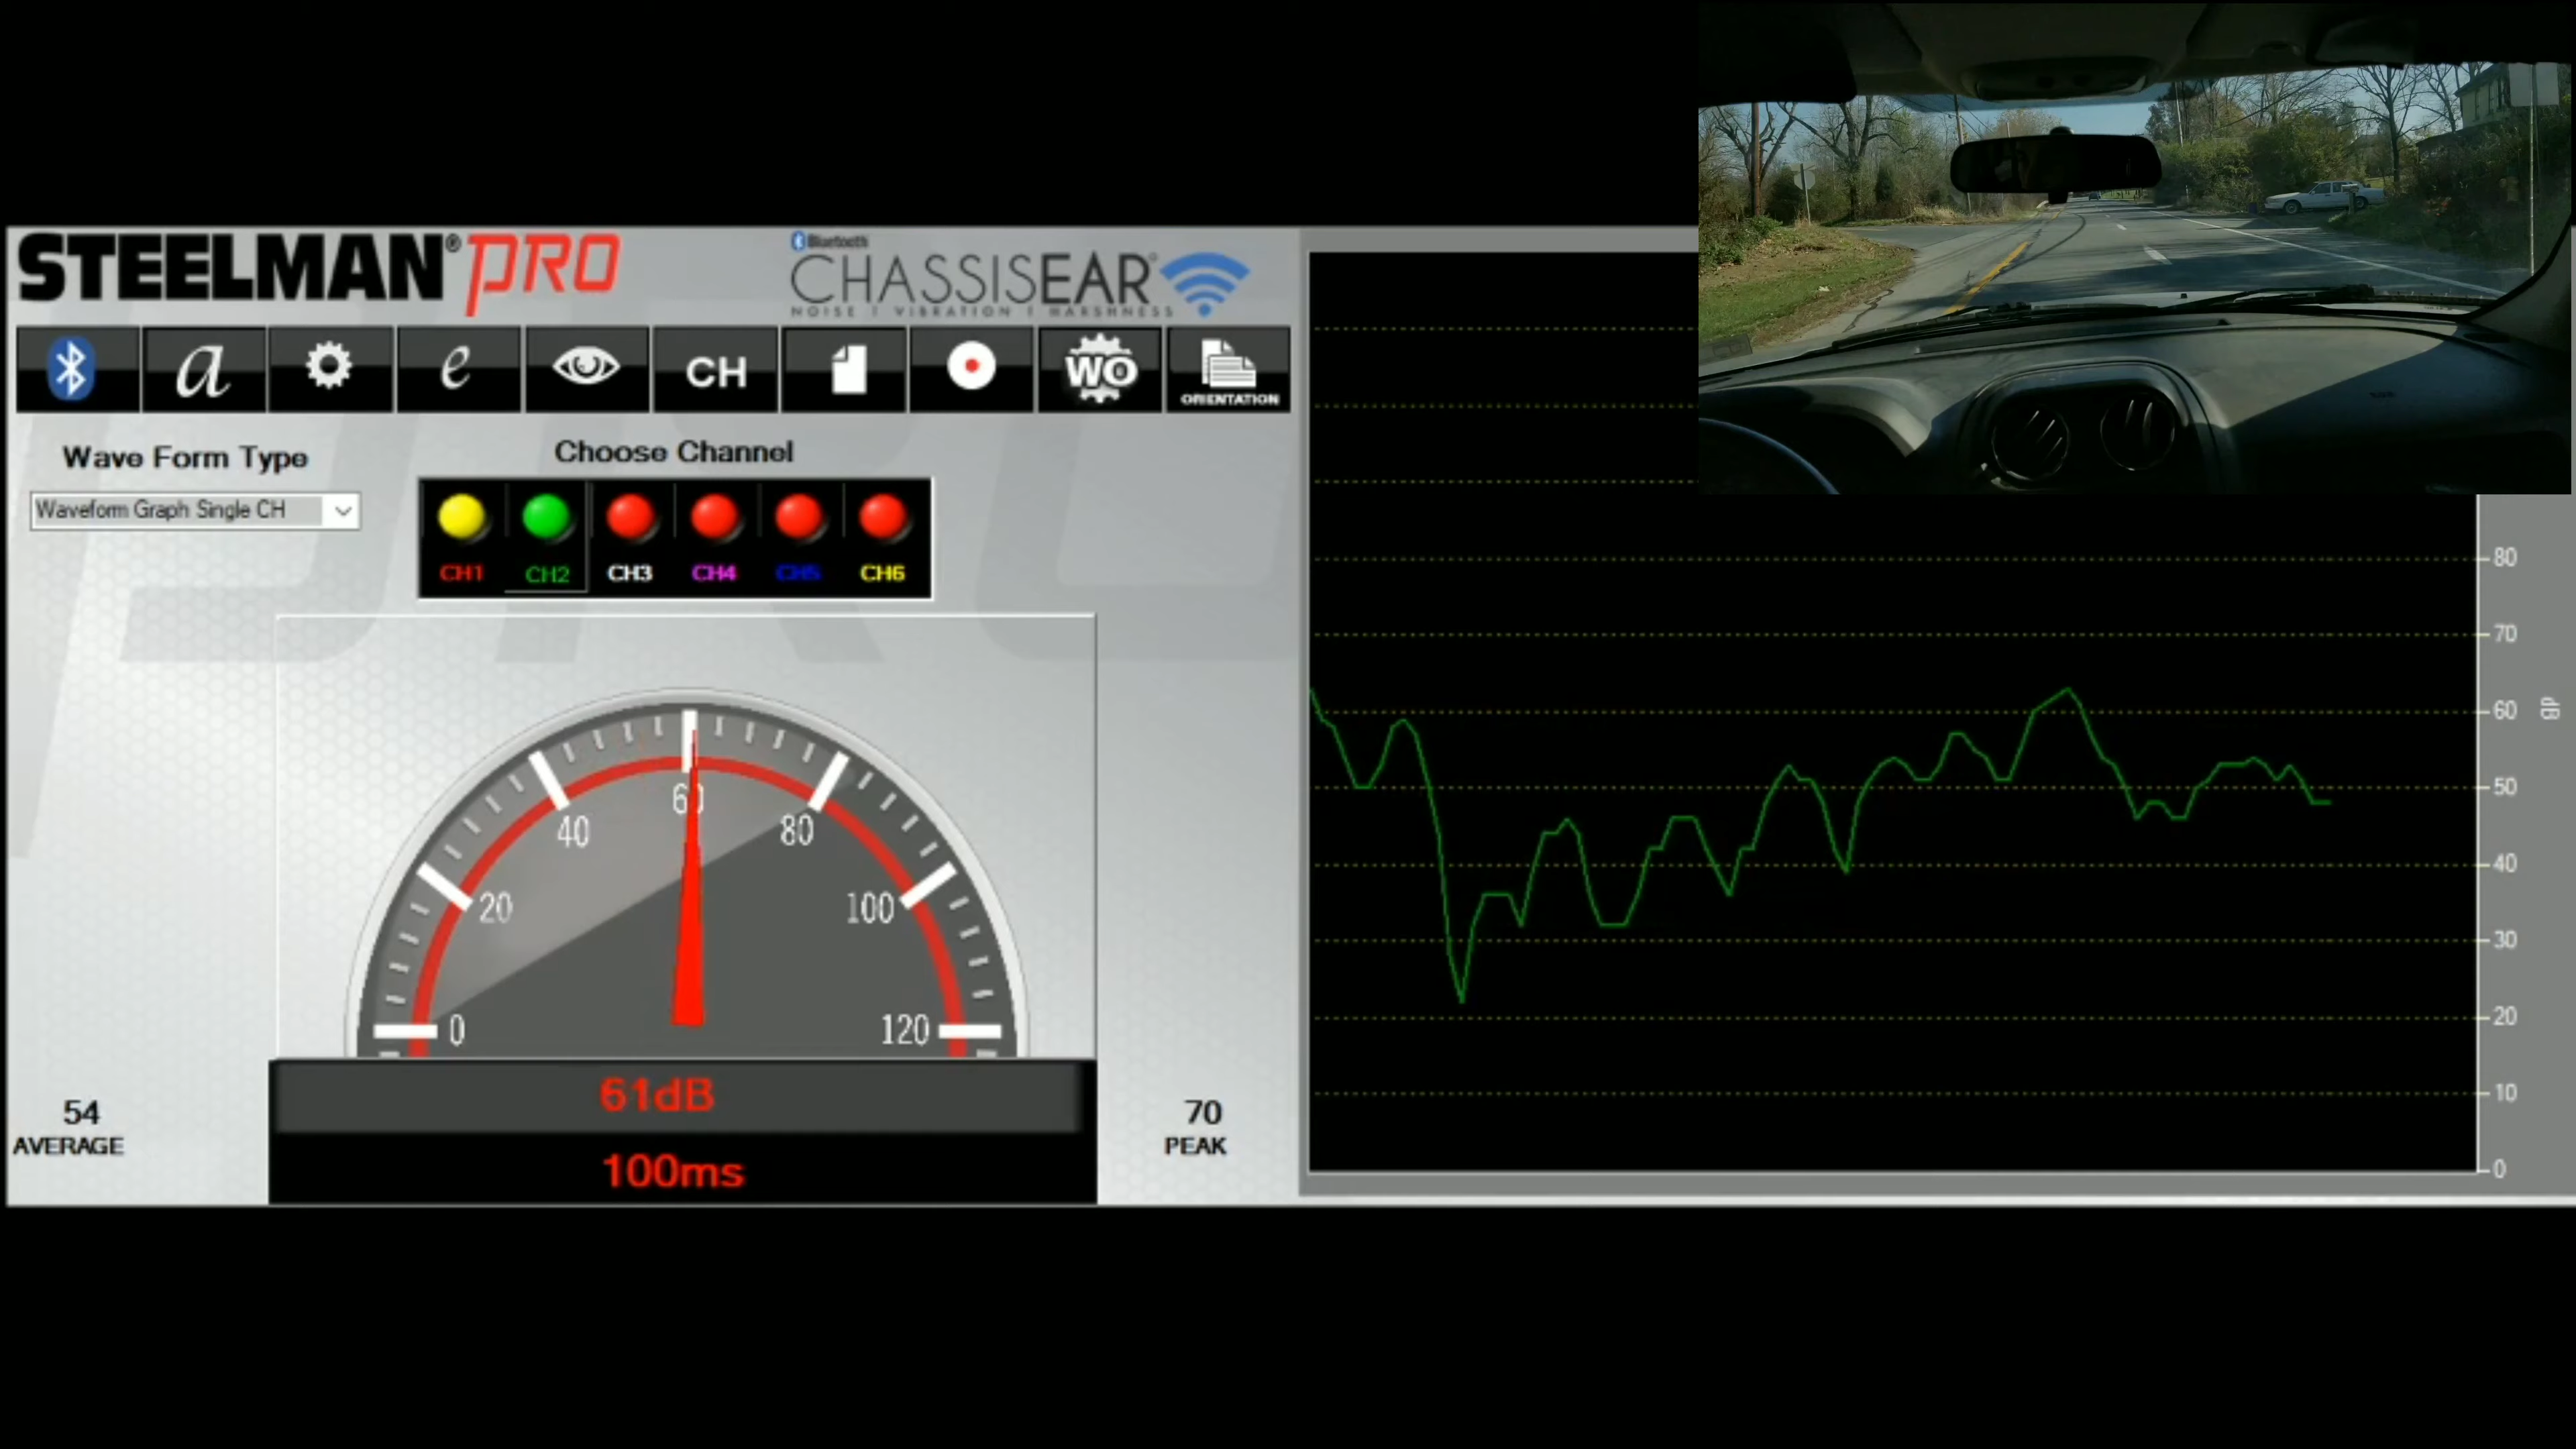 STEELMAN® PRO
Bluetooth
CHASSISEAR®
NOISE | VIBRATION | HARSHNESS
a
e
CH
WO
ORIENTATION
Wave Form Type
Choose Channel
Waveform Graph Single CH
CH1 CH2 CH3 CH4 CH5 CH6
0
20
40
60
80
100
120
61dB
100ms
54
AVERAGE
70
PEAK
80
70
60
50
40
30
20
10
0
dB